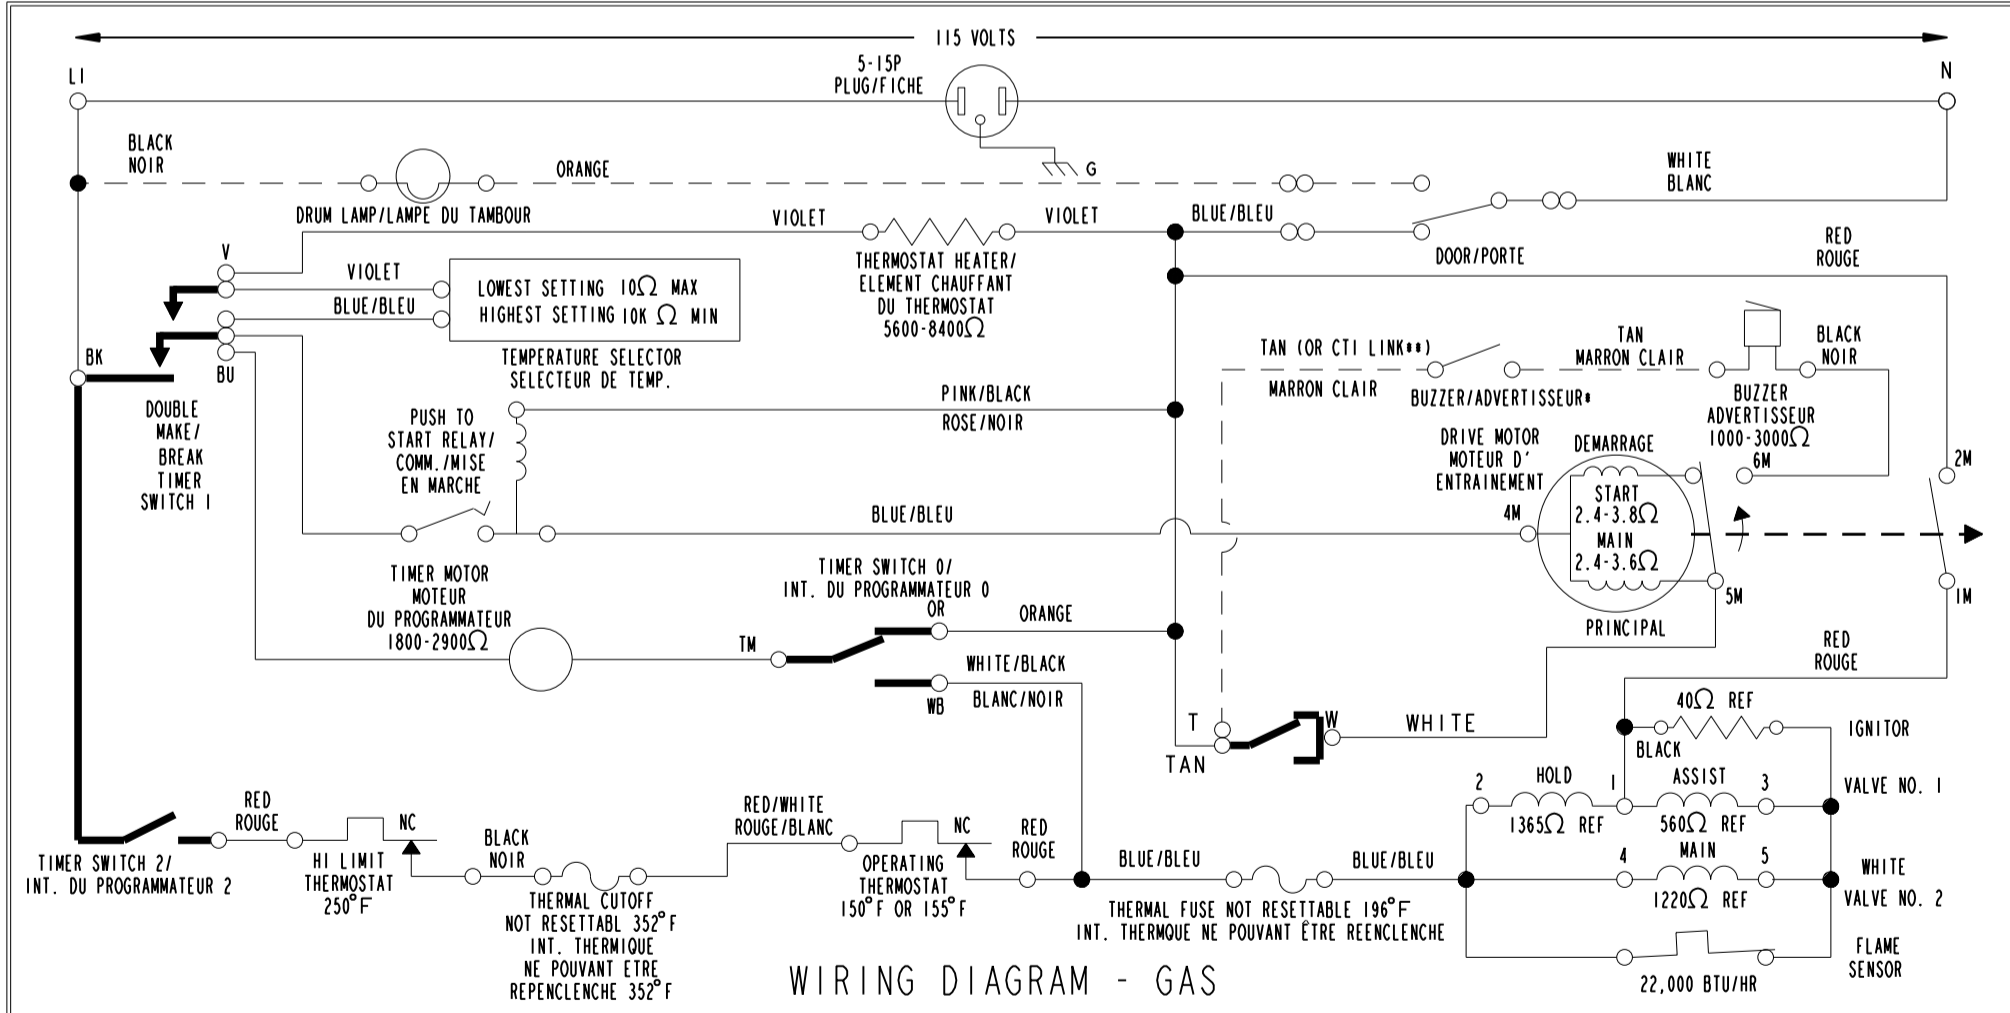 115 VOLTS
L1
5-15P
PLUG/FICHE
N
BLACK
NOIR
ORANGE
G
WHITE
BLANC
DRUM LAMP/LAMPE DU TAMBOUR
VIOLET
VIOLET
BLUE/BLEU
V
VIOLET
BLUE/BLEU
LOWEST SETTING 10Ω MAX
HIGHEST SETTING 10K Ω MIN
THERMOSTAT HEATER/
ELEMENT CHAUFFANT
DU THERMOSTAT
5600-8400Ω
DOOR/PORTE
RED
ROUGE
BK
BU
TEMPERATURE SELECTOR
SELECTEUR DE TEMP.
TAN (OR CTI LINK**)
MARRON CLAIR
TAN
MARRON CLAIR
BLACK
NOIR
BUZZER/ADVERTISSEUR*
BUZZER
ADVERTISSEUR
1000-3000Ω
DOUBLE
MAKE/
BREAK
TIMER
SWITCH 1
PUSH TO
START RELAY/
COMM./MISE
EN MARCHE
PINK/BLACK
ROSE/NOIR
DRIVE MOTOR
MOTEUR D'
ENTRAINEMENT
DEMARRAGE
6M
2M
START
2.4-3.8Ω
MAIN
2.4-3.6Ω
4M
BLUE/BLEU
5M
1M
PRINCIPAL
TIMER MOTOR
MOTEUR
DU PROGRAMMATEUR
1800-2900Ω
TIMER SWITCH 0/
INT. DU PROGRAMMATEUR 0
OR
ORANGE
TM
WHITE/BLACK
BLANC/NOIR
WB
RED
ROUGE
T
TAN
W
WHITE
40Ω REF
IGNITOR
BLACK
2
HOLD
1
ASSIST
3
VALVE NO. 1
1365Ω REF
560Ω REF
RED
ROUGE
NC
BLACK
NOIR
RED/WHITE
ROUGE/BLANC
NC
RED
ROUGE
BLUE/BLEU
BLUE/BLEU
4
MAIN
5
WHITE
VALVE NO. 2
1220Ω REF
TIMER SWITCH 2/
INT. DU PROGRAMMATEUR 2
HI LIMIT
THERMOSTAT
250°F
THERMAL CUTOFF
NOT RESETTABL 352°F
INT. THERMIQUE
NE POUVANT ETRE
REPENCLENCHE 352°F
OPERATING
THERMOSTAT
150°F OR 155°F
THERMAL FUSE NOT RESETTABLE 196°F
INT. THERMQUE NE POUVANT ÊTRE REENCLENCHE
FLAME
SENSOR
22,000 BTU/HR
WIRING DIAGRAM - GAS